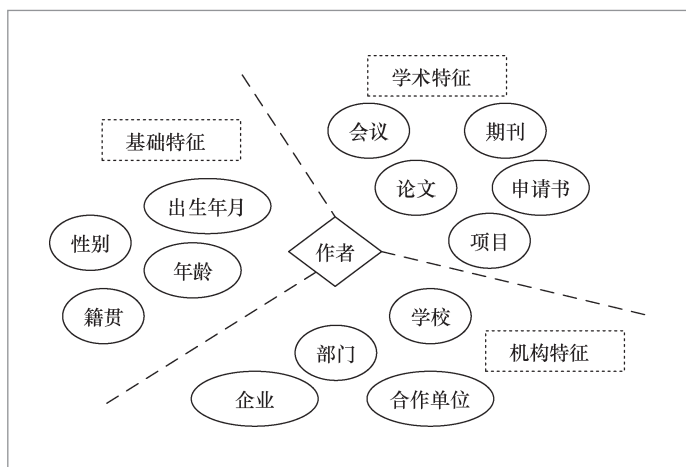 学术特征
会议
期刊
基础特征
论文
申请书
出生年月
性别
项目
作者
年龄
籍贯
学校
部门
机构特征
企业
合作单位